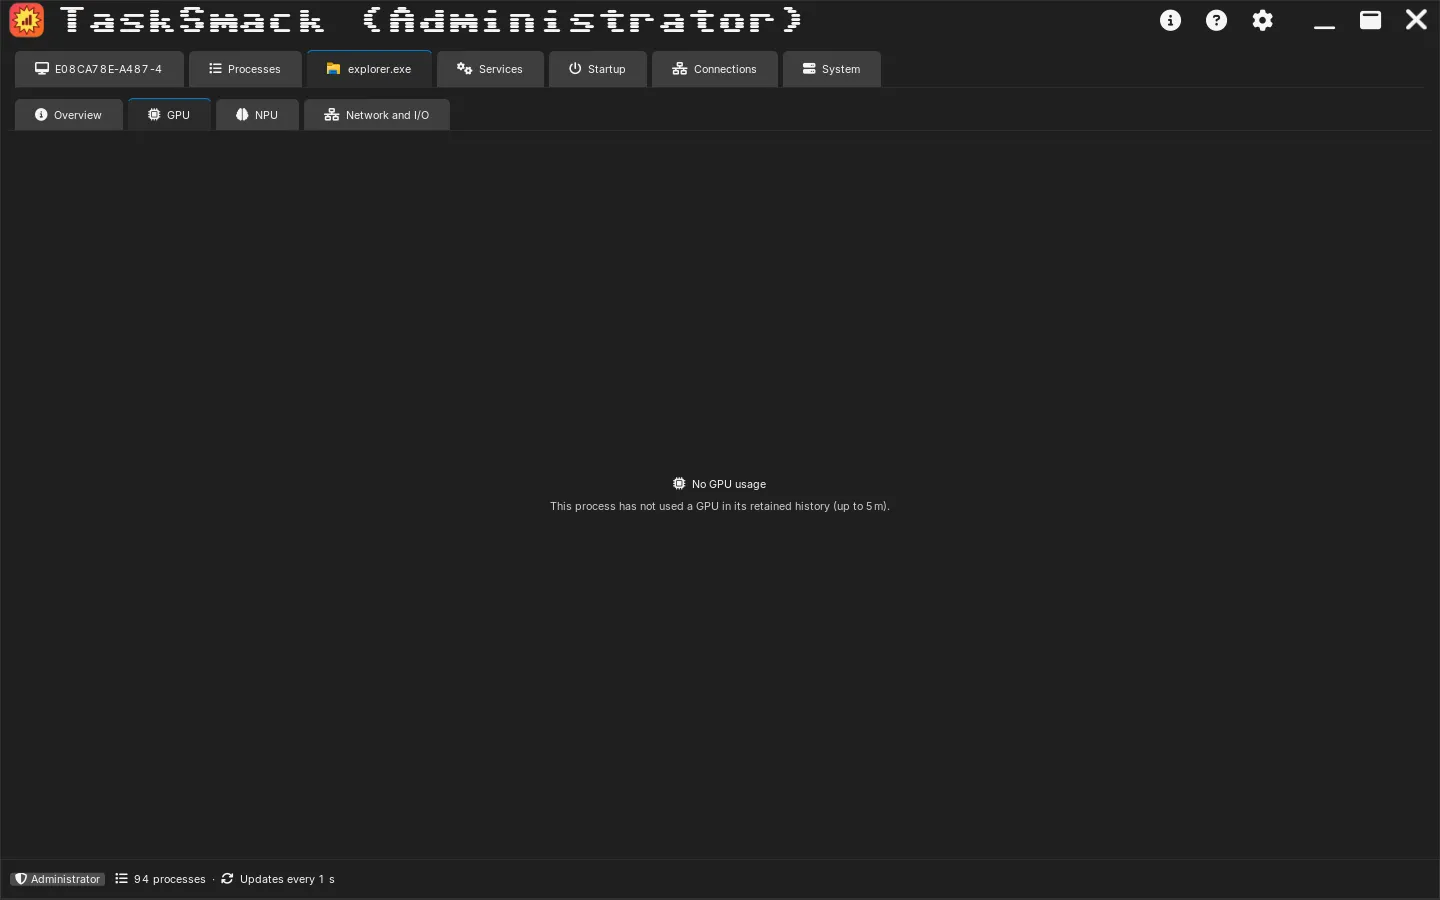 TaskSmack (Administrator)
E08CA78E-A487-4 Processes explorer.exe Services Startup Connections System
Overview GPU NPU Network and I/O
No GPU usage
This process has not used a GPU in its retained history (up to 5 m).
Administrator 94 processes · Updates every 1 s